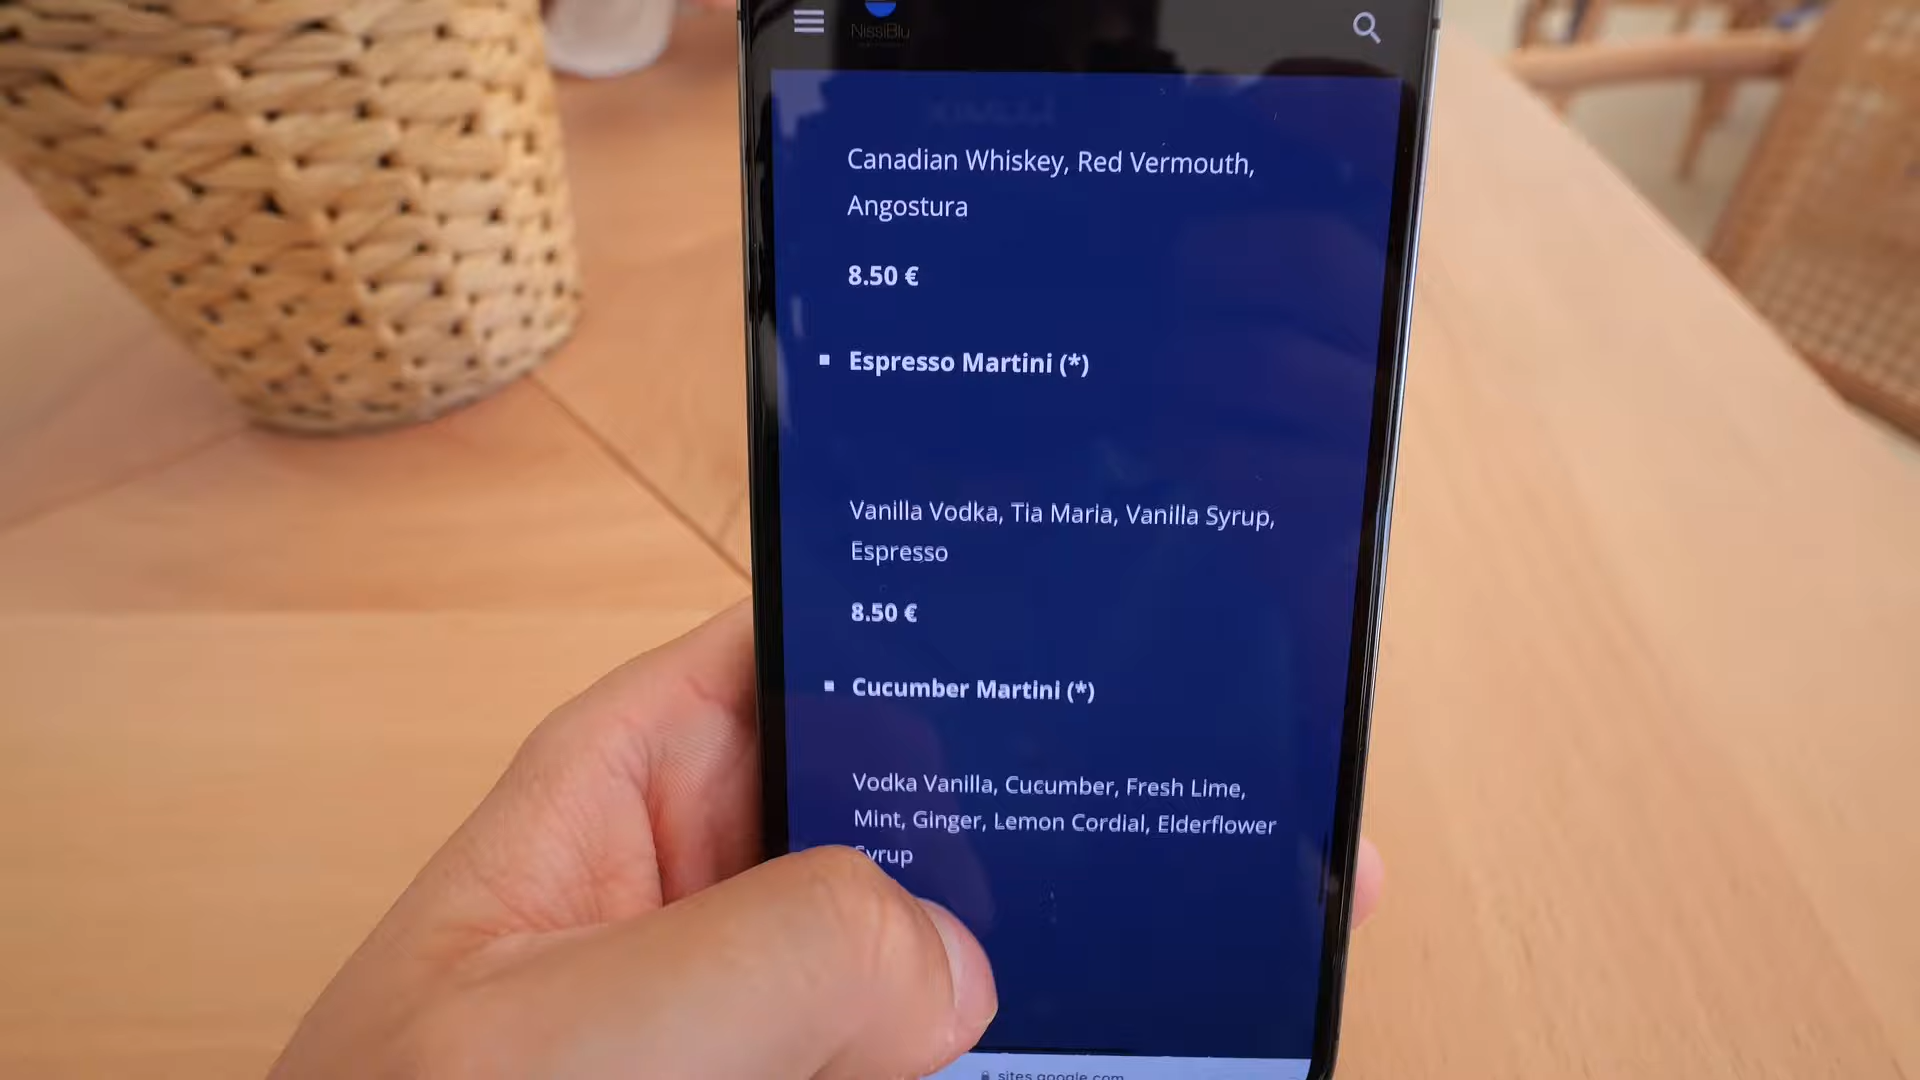 NissiBlu
Canadian Whiskey, Red Vermouth,
Angostura
8.50 €
▪ Espresso Martini (*)
Vanilla Vodka, Tia Maria, Vanilla Syrup,
Espresso
8.50 €
▪ Cucumber Martini (*)
Vodka Vanilla, Cucumber, Fresh Lime,
Mint, Ginger, Lemon Cordial, Elderflower
Syrup
sites.google.com